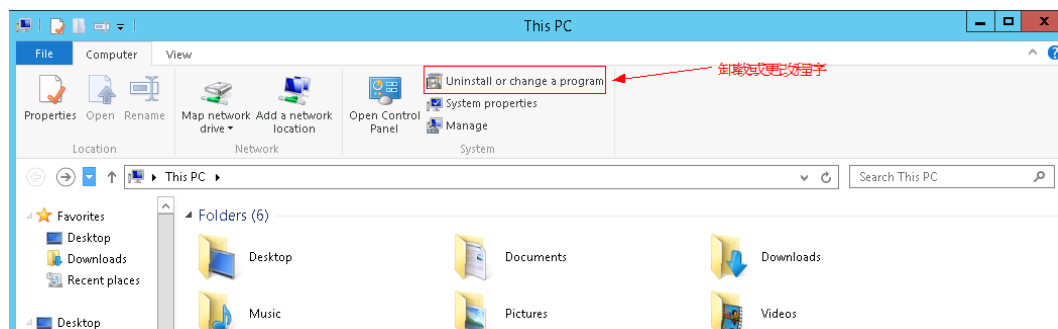 This PC
File Computer View
Uninstall or change a program
卸载或更改程序
System properties
Manage
Properties Open Rename
Map network drive
Add a network location
Open Control Panel
Location
Network
System
This PC
Search This PC
Favorites
Desktop
Downloads
Recent places
Desktop
Folders (6)
Desktop
Documents
Downloads
Music
Pictures
Videos